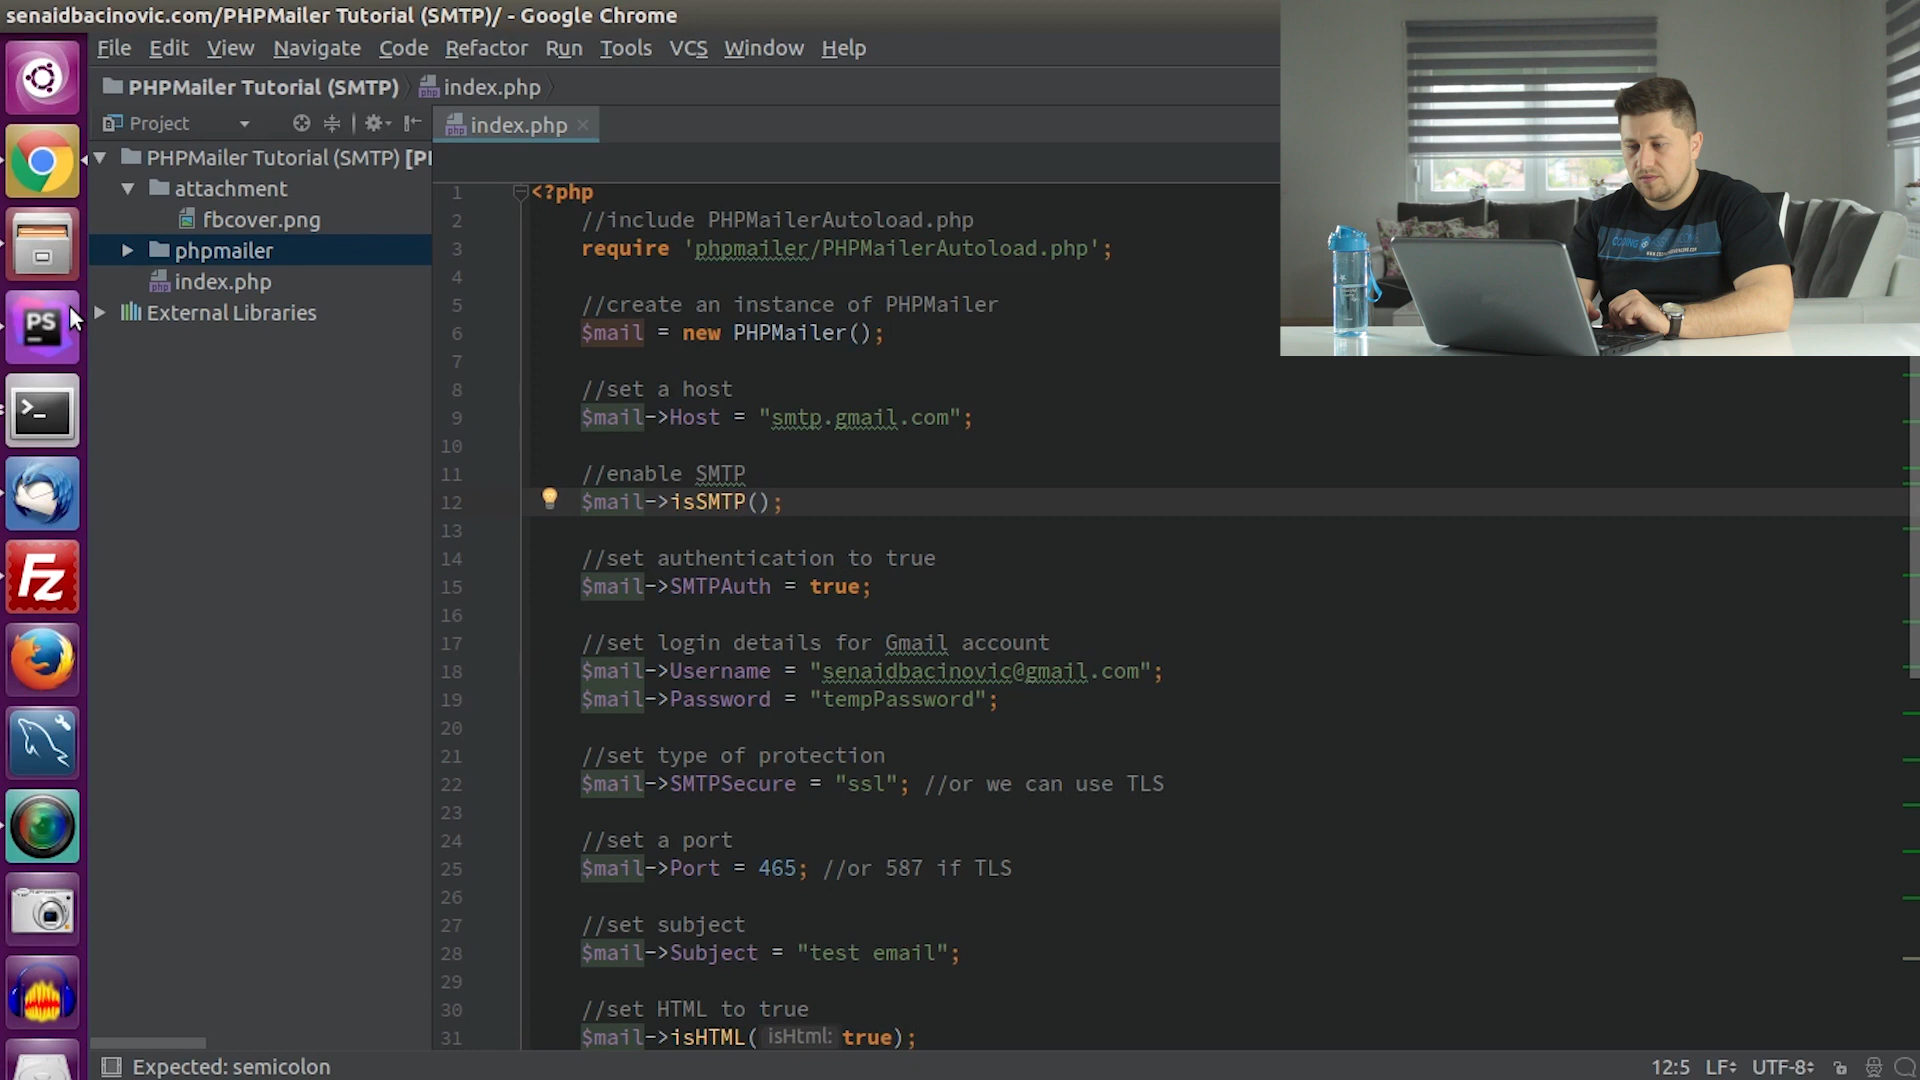 senaidbacinovic.com/PHPMailer Tutorial (SMTP)/ - Google Chrome
File Edit View Navigate Code Refactor Run Tools VCS Window Help
PHPMailer Tutorial (SMTP) index.php
Project
index.php
PHPMailer Tutorial (SMTP)
attachment
fbcover.png
phpmailer
index.php
External Libraries
1 <?php
2 //include PHPMailerAutoload.php
3 require 'phpmailer/PHPMailerAutoload.php';
4
5 //create an instance of PHPMailer
6 $mail = new PHPMailer();
7
8 //set a host
9 $mail->Host = "smtp.gmail.com";
10
11 //enable SMTP
12 $mail->isSMTP();
13
14 //set authentication to true
15 $mail->SMTPAuth = true;
16
17 //set login details for Gmail account
18 $mail->Username = "senaidbacinovic@gmail.com";
19 $mail->Password = "tempPassword";
20
21 //set type of protection
22 $mail->SMTPSecure = "ssl"; //or we can use TLS
23
24 //set a port
25 $mail->Port = 465; //or 587 if TLS
26
27 //set subject
28 $mail->Subject = "test email";
29
30 //set HTML to true
31 $mail->isHTML( isHtml: true);
PS
Fz
Expected: semicolon
12:5 LF UTF-8